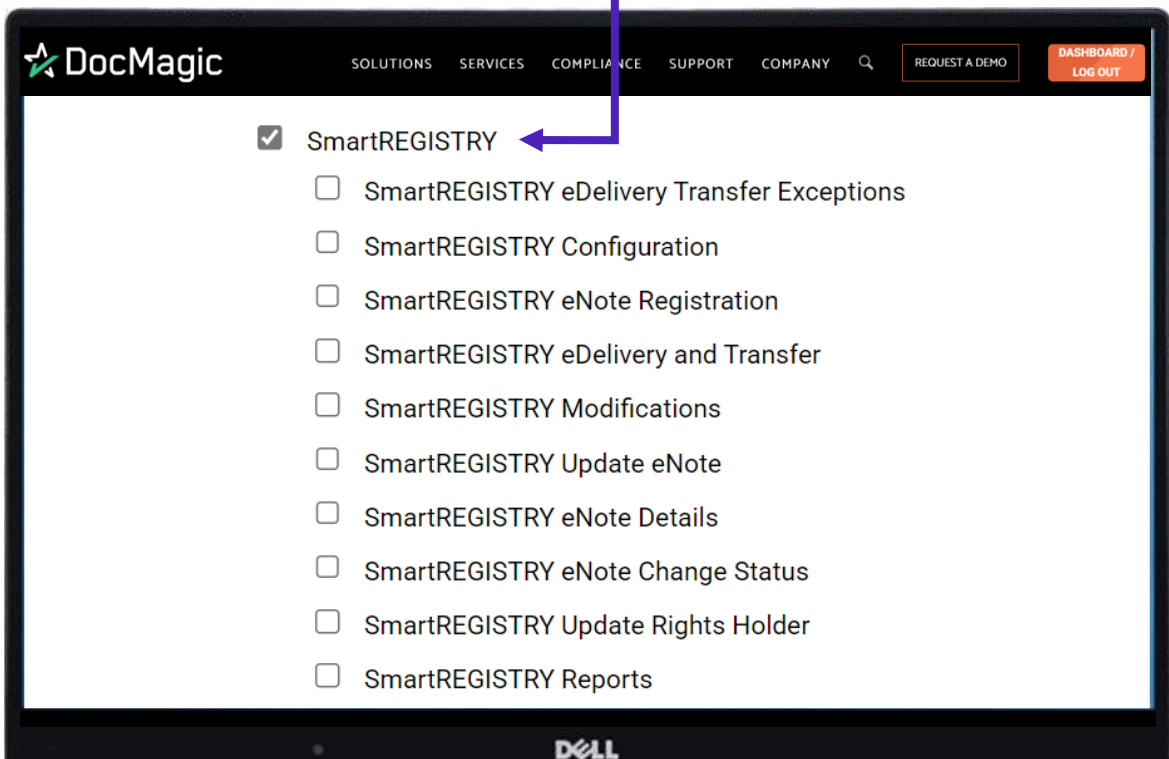 DocMagic
SOLUTIONS SERVICES COMPLIANCE SUPPORT COMPANY REQUEST A DEMO DASHBOARD /
LOG OUT
SmartREGISTRY
SmartREGISTRY eDelivery Transfer Exceptions
SmartREGISTRY Configuration
SmartREGISTRY eNote Registration
SmartREGISTRY eDelivery and Transfer
SmartREGISTRY Modifications
SmartREGISTRY Update eNote
SmartREGISTRY eNote Details
SmartREGISTRY eNote Change Status
SmartREGISTRY Update Rights Holder
SmartREGISTRY Reports
DELL